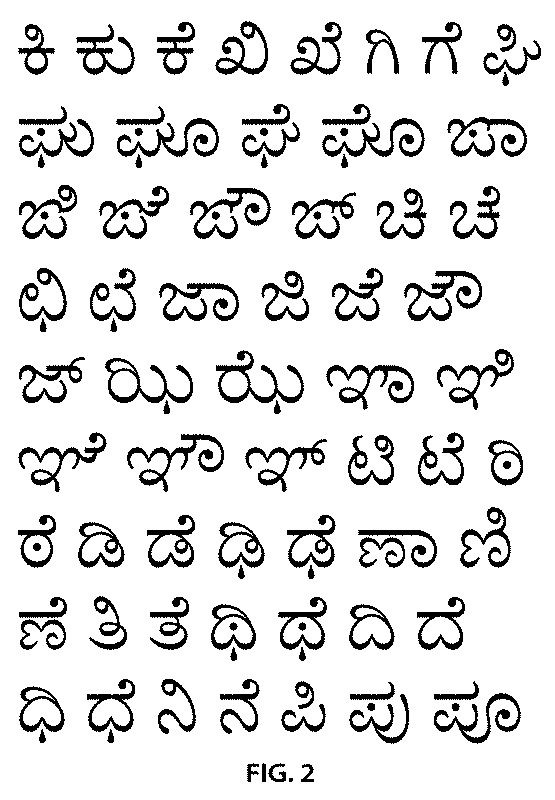 ಕಿ ಕು ಕೆ ಖಿ ಖೆ ಗಿ ಗೆ ಘಿ
ಘು ಘೂ ಘೆ ಘೊ ಙಾ
ಙಿ ಙೆ ಙೌ ಙ್ ಚಿ ಚೆ
ಛಿ ಛೆ ಜಾ ಜಿ ಜೆ ಜೌ
ಜ್ ಝಿ ಝೆ ಞಾ ಞಿ
ಞೆ ಞೌ ಞ್ ಟಿ ಟೆ ಠಿ
ಠೆ ಡಿ ಡೆ ಢಿ ಢೆ ಣಾ ಣಿ
ಣೆ ತಿ ತೆ ಥಿ ಥೆ ದಿ ದೆ
ಧಿ ಧೆ ನಿ ನೆ ಪಿ ಪು ಪೂ
FIG. 2